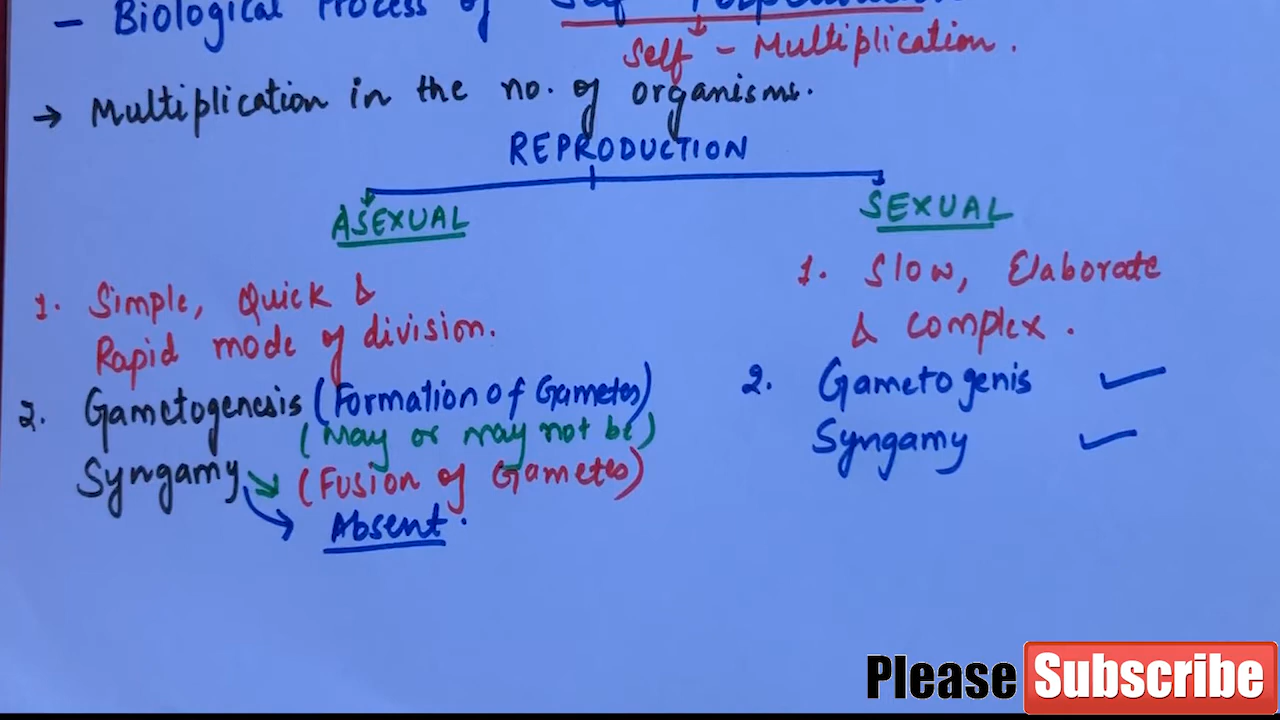 - Biological Process of Self Perpetuation
Self - Multiplication.
→ Multiplication in the no. of organisms.
REPRODUCTION
ASEXUAL
1. Simple, Quick &
Rapid mode of division.
2. Gametogenesis (Formation of Gametes)
(May or may not be)
Syngamy → (Fusion of Gametes)
→ Absent.
SEXUAL
1. Slow, Elaborate
& complex.
2. Gametogenis ✓
Syngamy ✓
Please Subscribe